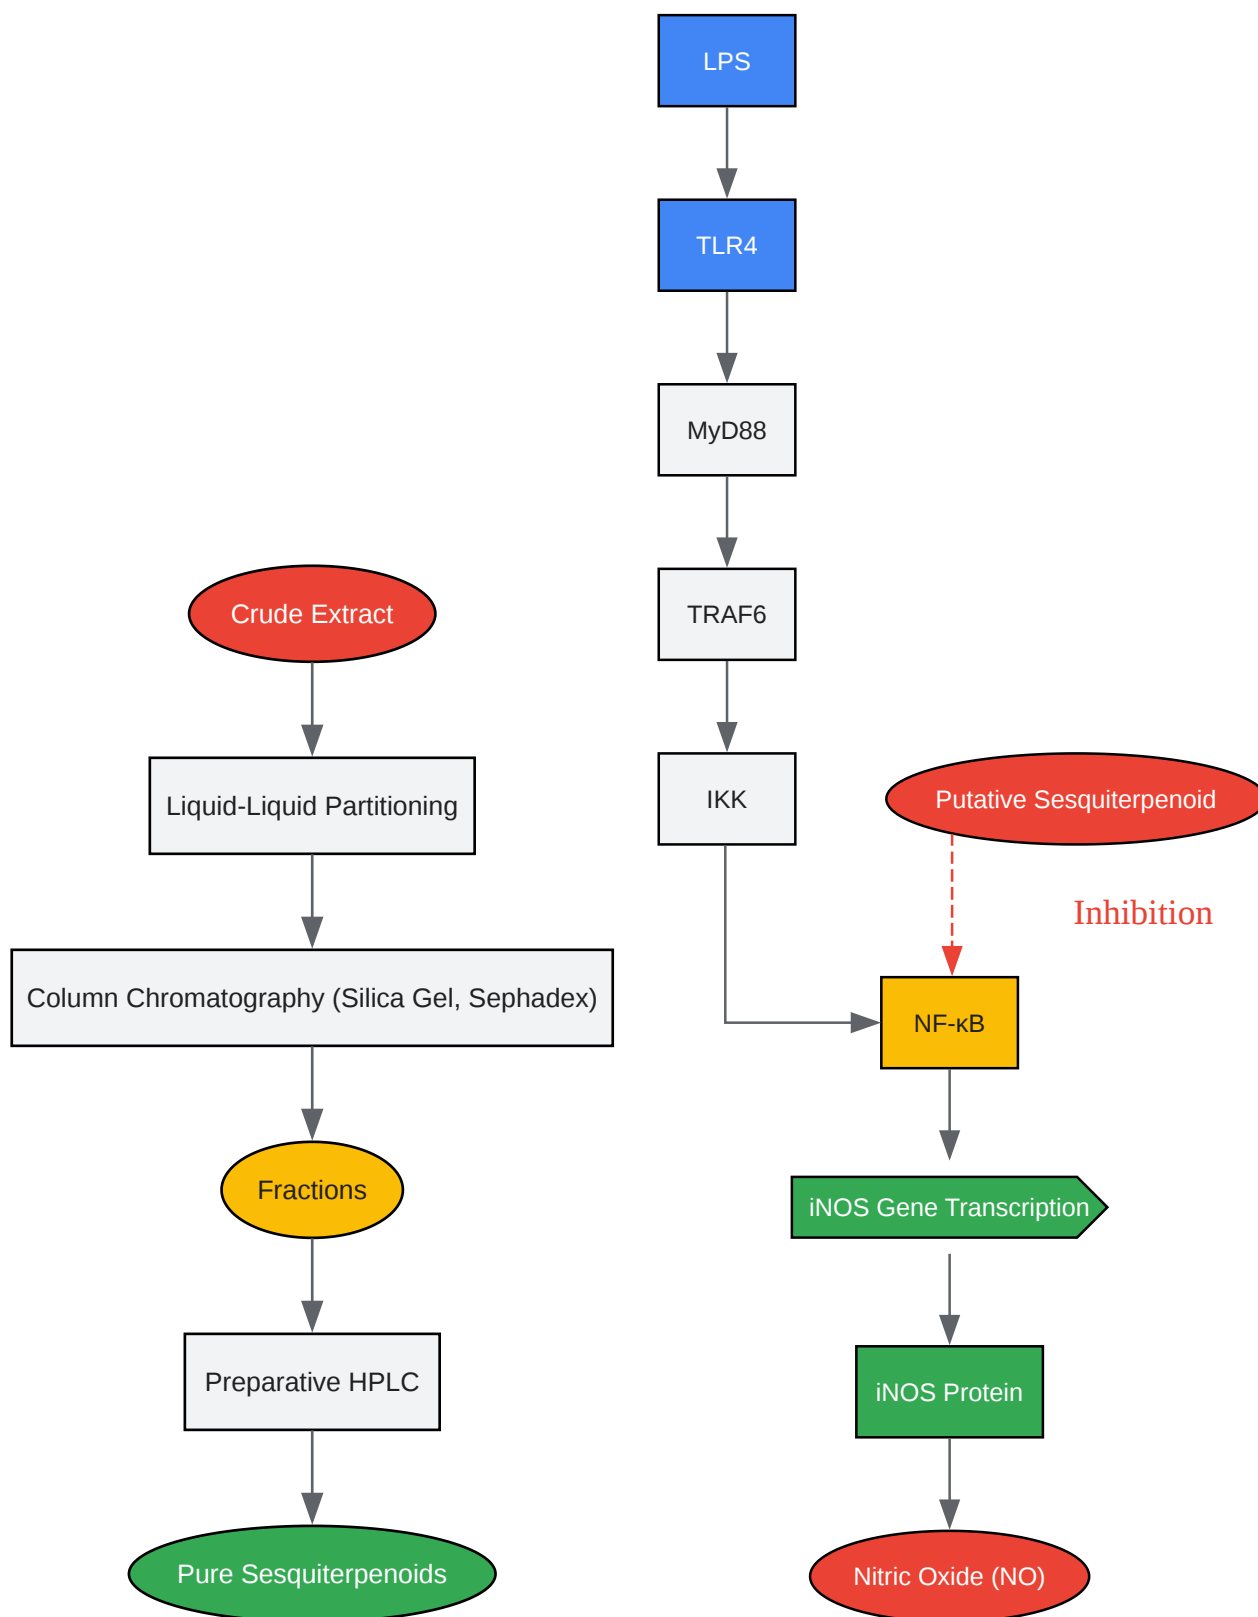 Crude Extract
Liquid-Liquid Partitioning
Column Chromatography (Silica Gel, Sephadex)
Fractions
Preparative HPLC
Pure Sesquiterpenoids
LPS
TLR4
MyD88
TRAF6
IKK
Putative Sesquiterpenoid
Inhibition
NF-κB
iNOS Gene Transcription
iNOS Protein
Nitric Oxide (NO)